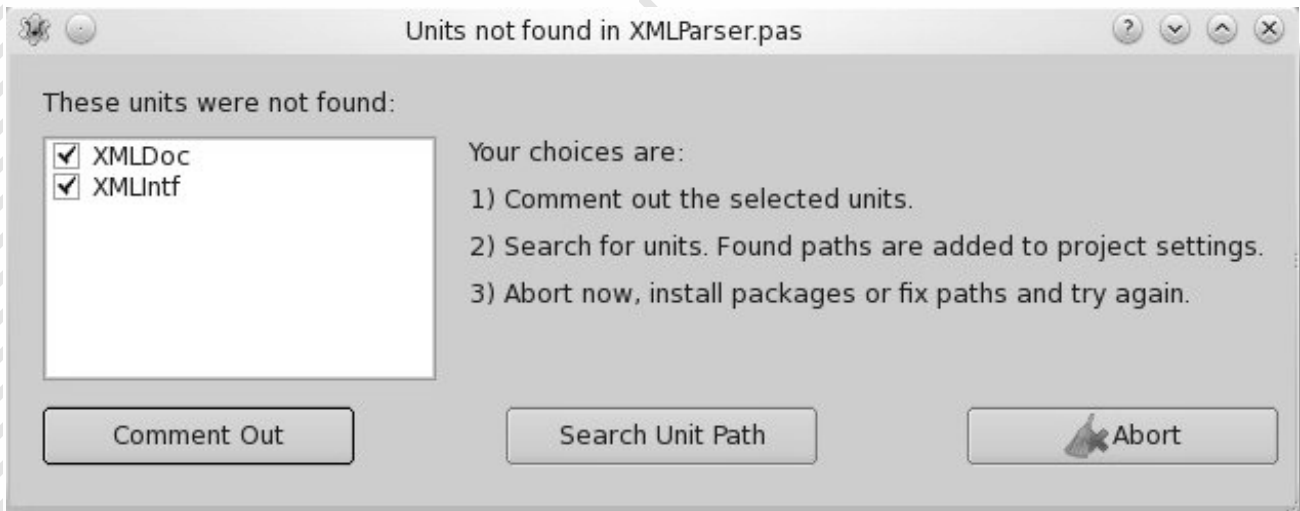 Units not found in XMLParser.pas
These units were not found:
XMLDoc
XMLIntf
Your choices are:
1) Comment out the selected units.
2) Search for units. Found paths are added to project settings.
3) Abort now, install packages or fix paths and try again.
Comment Out
Search Unit Path
Abort